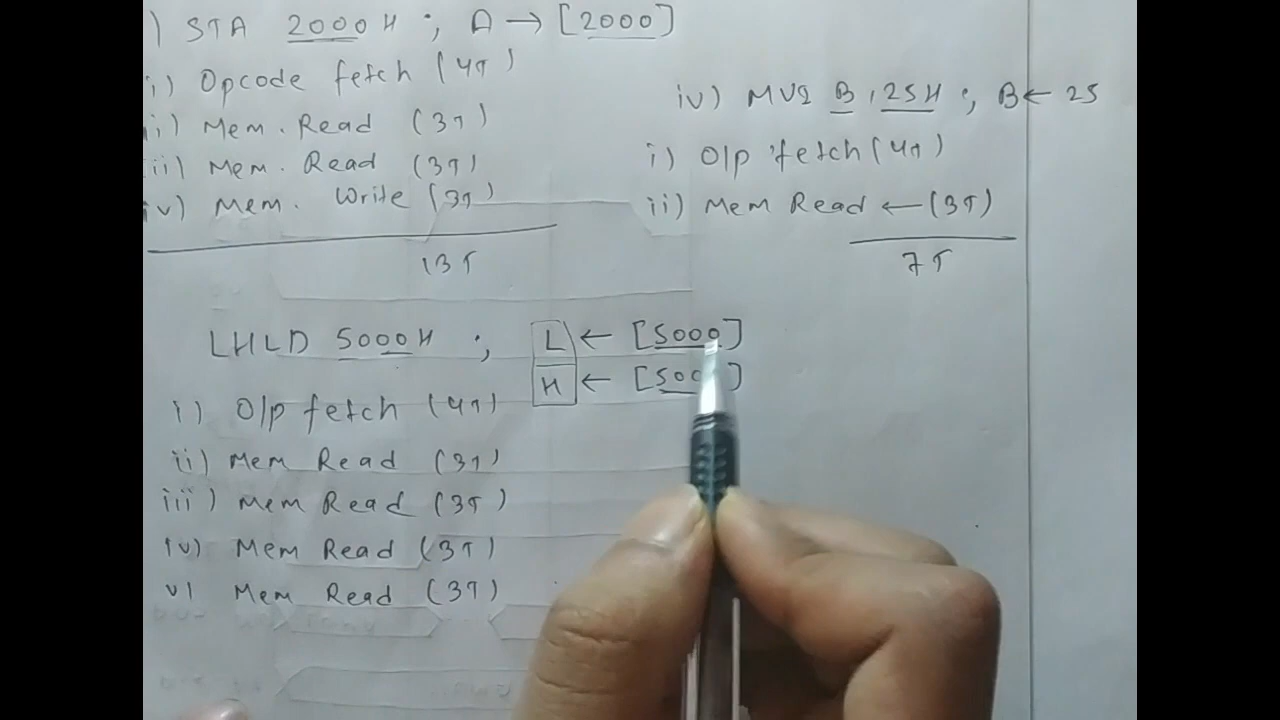 ) STA 2000H ; A → [2000]
i) Opcode fetch (4T)
ii) Mem. Read (3T)
iii) Mem. Read (3T)
iv) Mem. Write (3T)
13T
iv) MVI B, 25H ; B ← 25
i) O/p fetch (4T)
ii) Mem Read ← (3T)
7T
LHLD 5000H ; L ← [5000]
H ← [500 ]
i) O/p fetch (4T)
ii) Mem Read (3T)
iii) Mem Read (3T)
iv) Mem Read (3T)
v) Mem Read (3T)